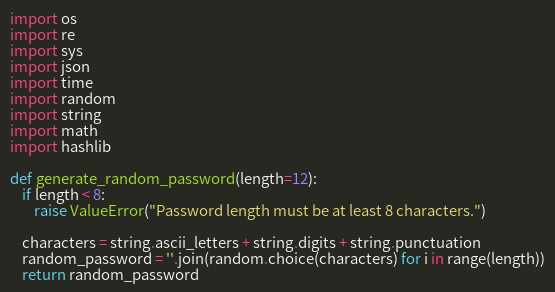 import os
import re
import sys
import json
import time
import random
import string
import math
import hashlib

def generate_random_password(length=12):
    if length < 8:
        raise ValueError("Password length must be at least 8 characters.")

    characters = string.ascii_letters + string.digits + string.punctuation
    random_password = ''.join(random.choice(characters) for i in range(length))
    return random_password